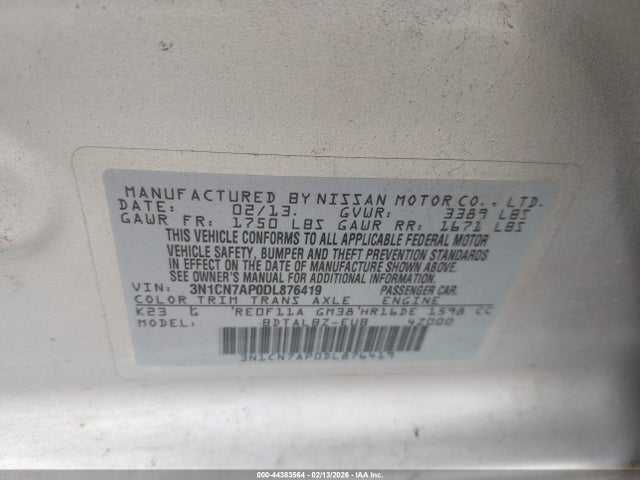 MANUFACTURED BY NISSAN MOTOR CO., LTD.
DATE: 02/13. GVWR: 3389 LBS
GAWR FR: 1750 LBS GAWR RR: 1671 LBS
THIS VEHICLE CONFORMS TO ALL APPLICABLE FEDERAL MOTOR
VEHICLE SAFETY, BUMPER AND THEFT PREVENTION STANDARDS
IN EFFECT ON THE DATE OF MANUFACTURE SHOWN ABOVE.
SEE OWNER'S MANUAL FOR ADDITIONAL INFORMATION.
VIN: 3N1CN7AP0DL876419 PASSENGER CAR.
COLOR TRIM TRANS AXLE ENGINE
K23 G RE0F11A GM38 HR16DE 1598 CC
MODEL: BDTALBZ-EUB 4Z000
3N1CN7AP0DL876419
000-44383564 | 02/13/2026 | IAA Inc.